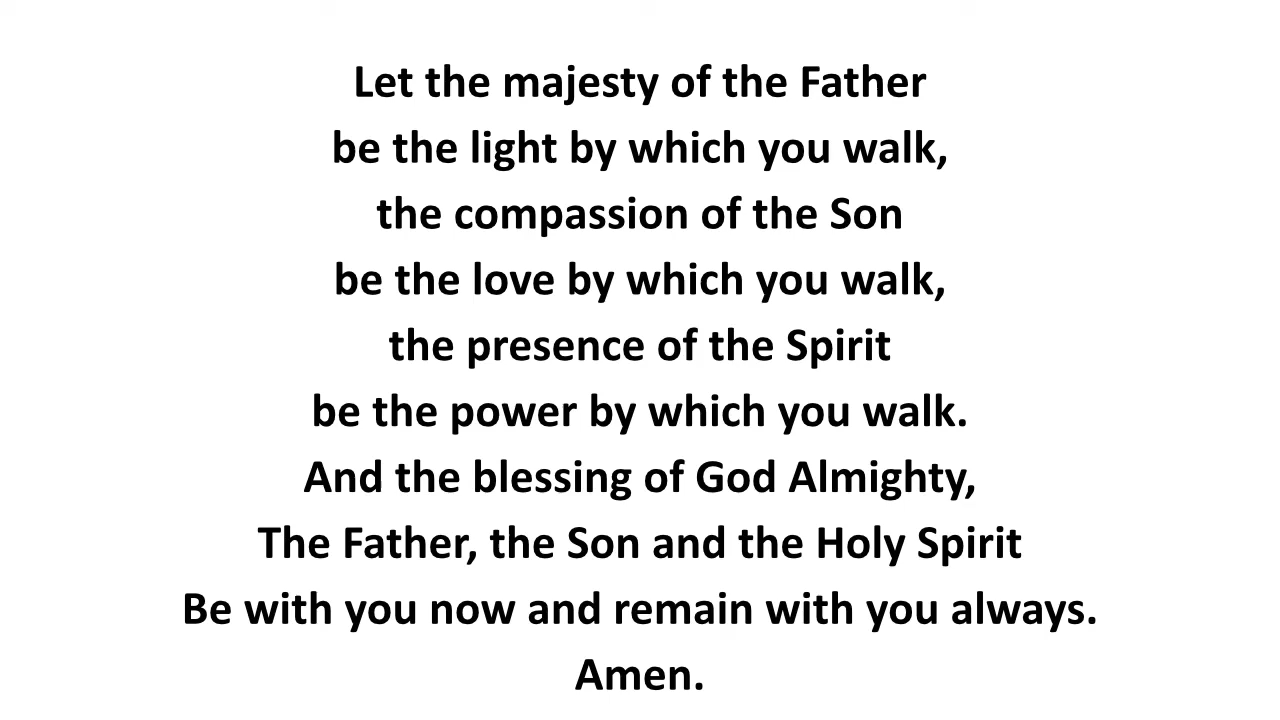 Let the majesty of the Father
be the light by which you walk,
the compassion of the Son
be the love by which you walk,
the presence of the Spirit
be the power by which you walk.
And the blessing of God Almighty,
The Father, the Son and the Holy Spirit
Be with you now and remain with you always.
Amen.